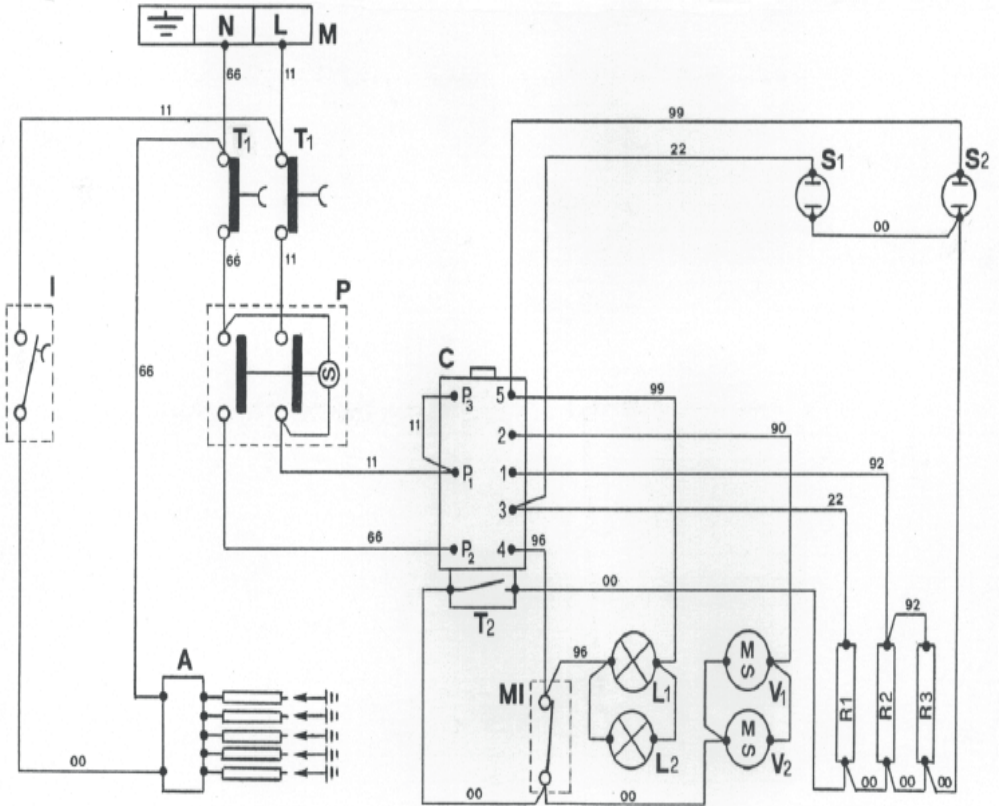 N L M
66 11
11 99
T1 T1
22
S1 S2
00
66 11
I P
66
S
C
P3 5 99
11
2 90
11 P1 1 92
3 22
66 P2 4 96
00
T2
92
A
96
M S
MI L1 V1
R1 R2 R3
M S
L2 V2
00
00 00 00 00 00